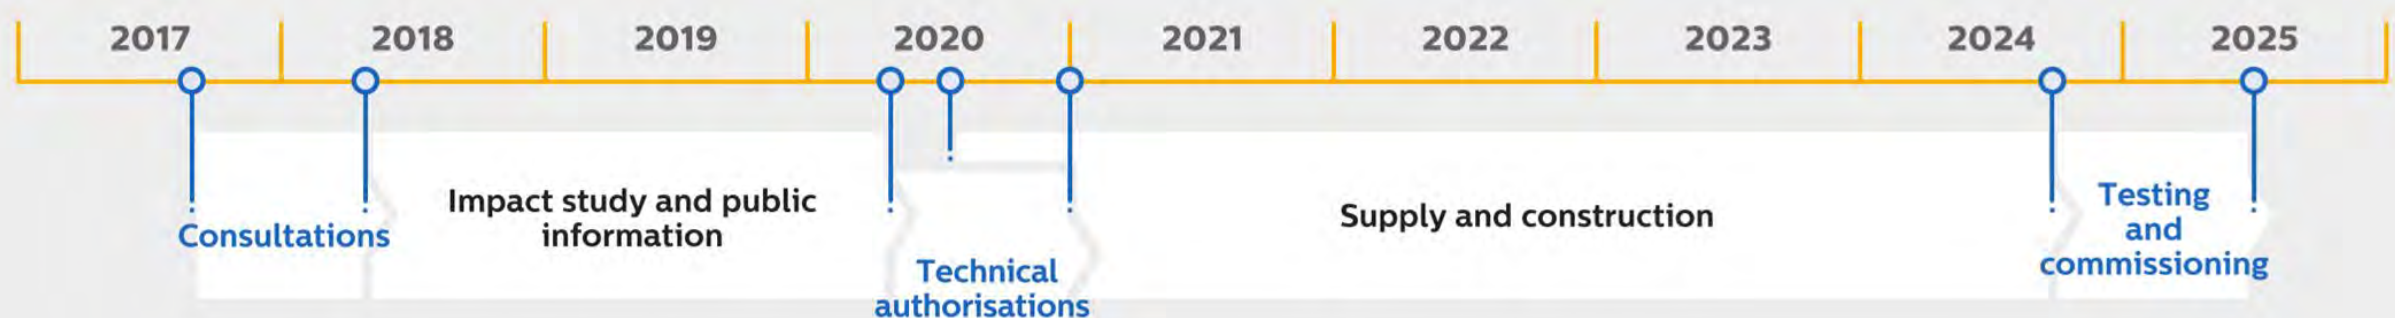 2017 2018 2019 2020 2021 2022 2023 2024 2025
Consultations
Impact study and public
information
Technical
authorisations
Supply and construction
Testing
and
commissioning